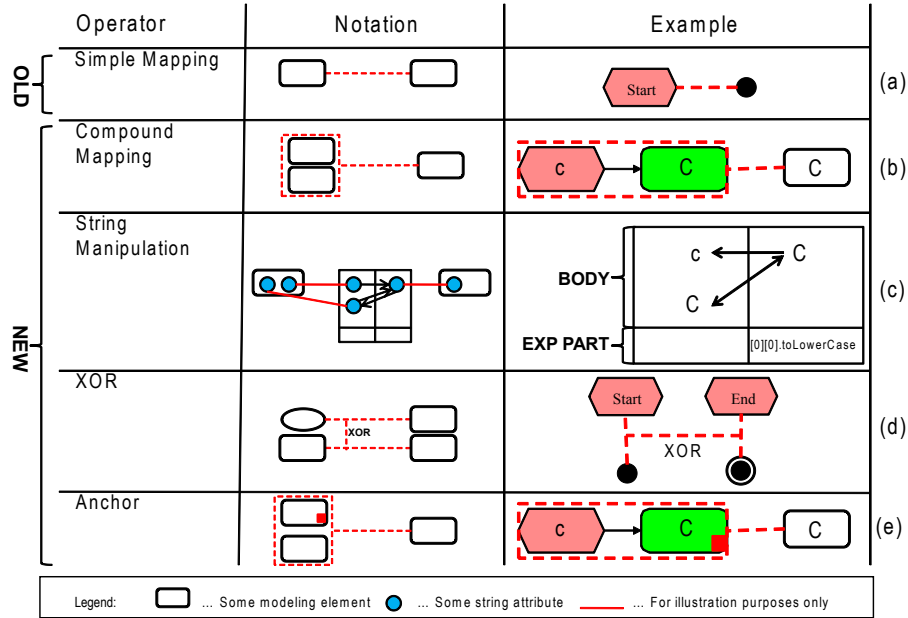 Operator Notation Example
OLD
Simple Mapping
Start
(a)
NEW
Compound
Mapping
c C C
(b)
String
Manipulation
BODY
c C
C
EXP PART
[0][0].toLowerCase
(c)
XOR
XOR
Start End
XOR
(d)
Anchor
c C C
(e)
Legend: ... Some modeling element ... Some string attribute ... For illustration purposes only